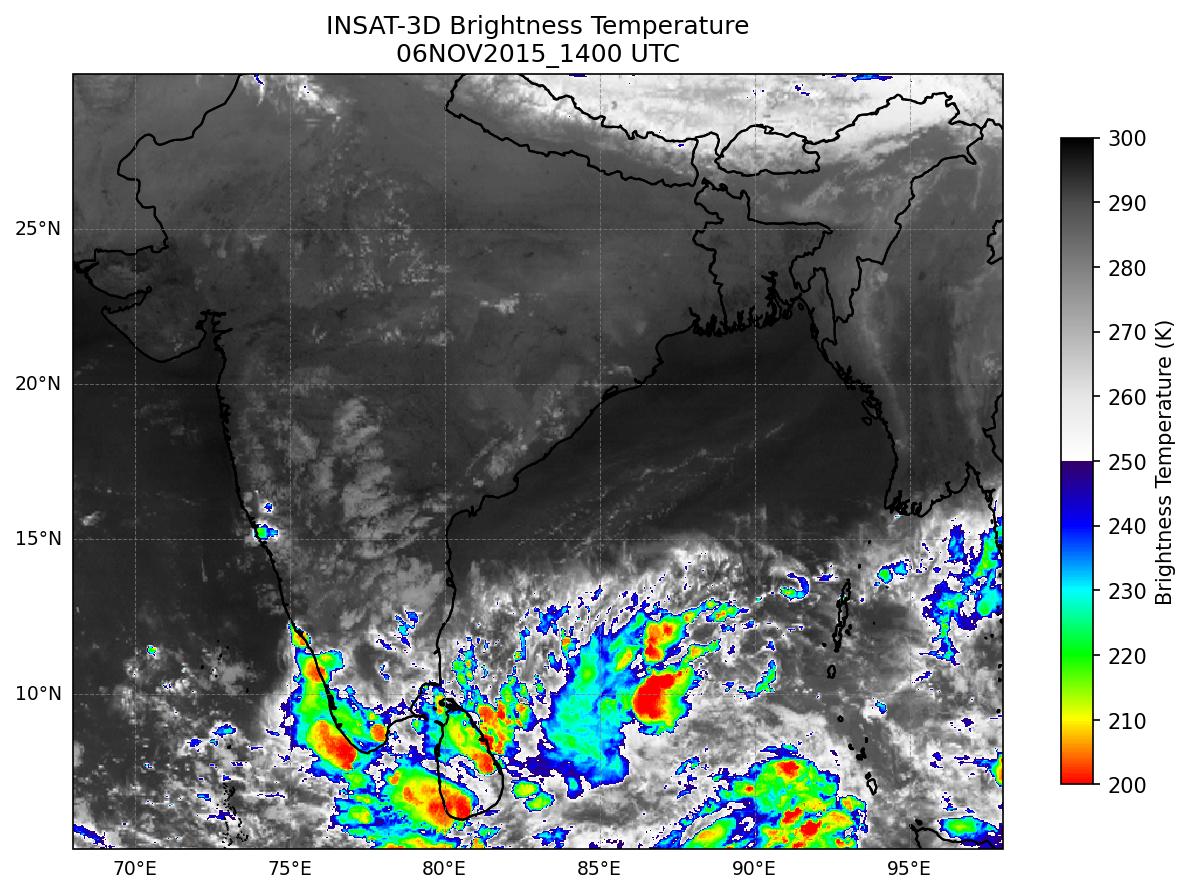 INSAT-3D Brightness Temperature
06NOV2015_1400 UTC
25°N
20°N
15°N
10°N
70°E
75°E
80°E
85°E
90°E
95°E
300
290
280
270
260
250
240
230
220
210
200
Brightness Temperature (K)